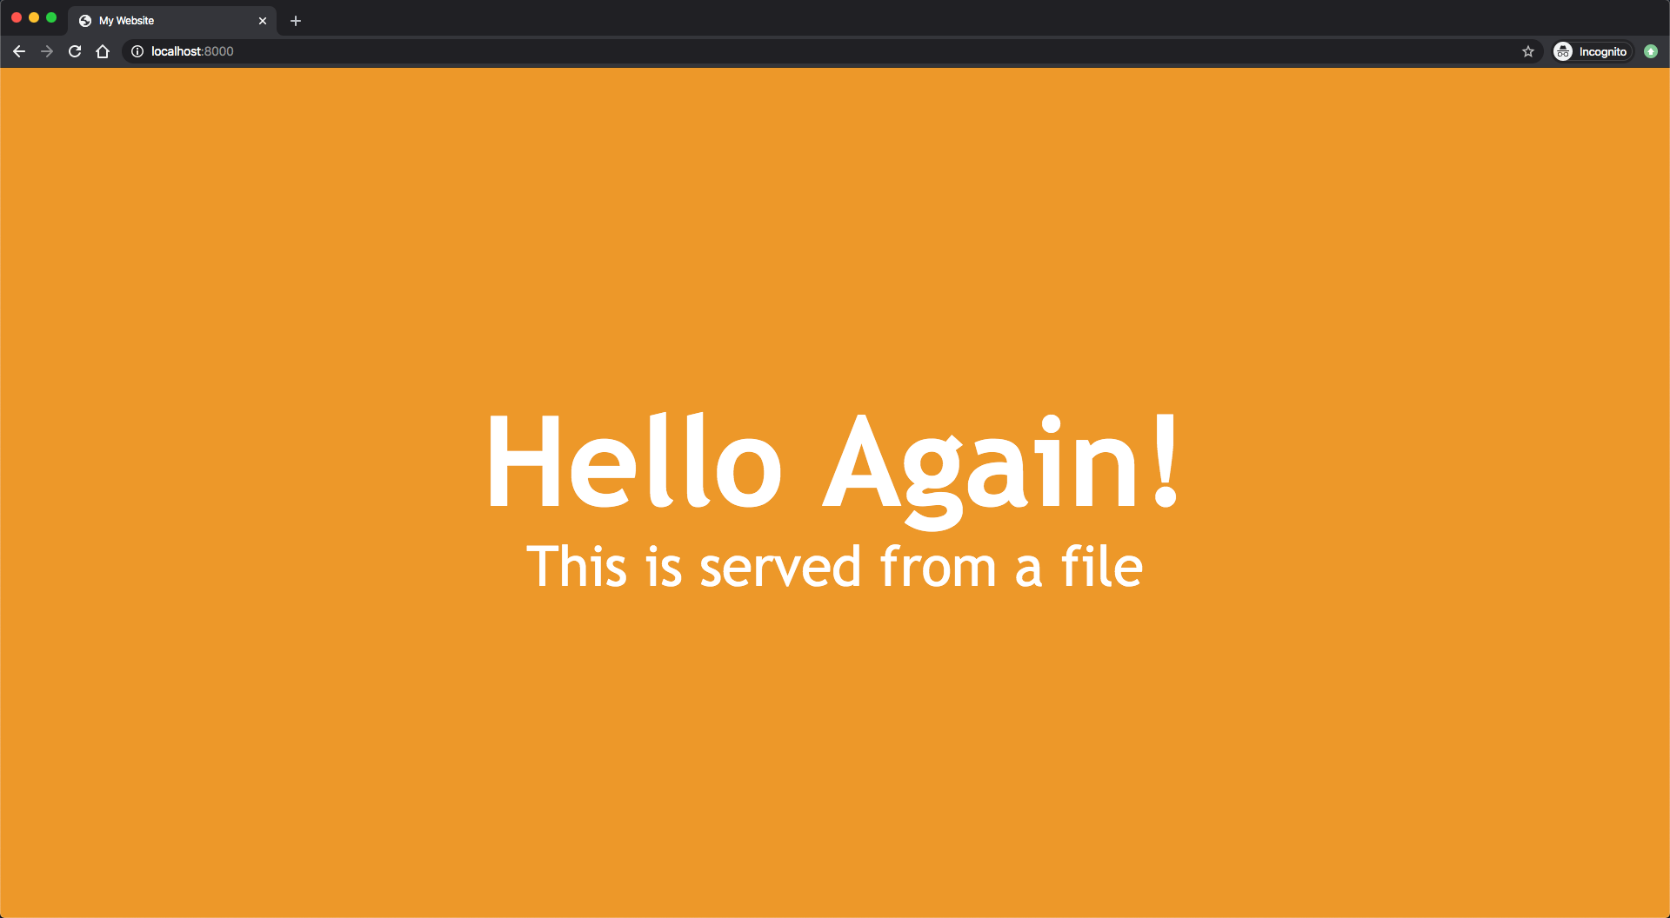 My Website
localhost:8000
Incognito
Hello Again!
This is served from a file